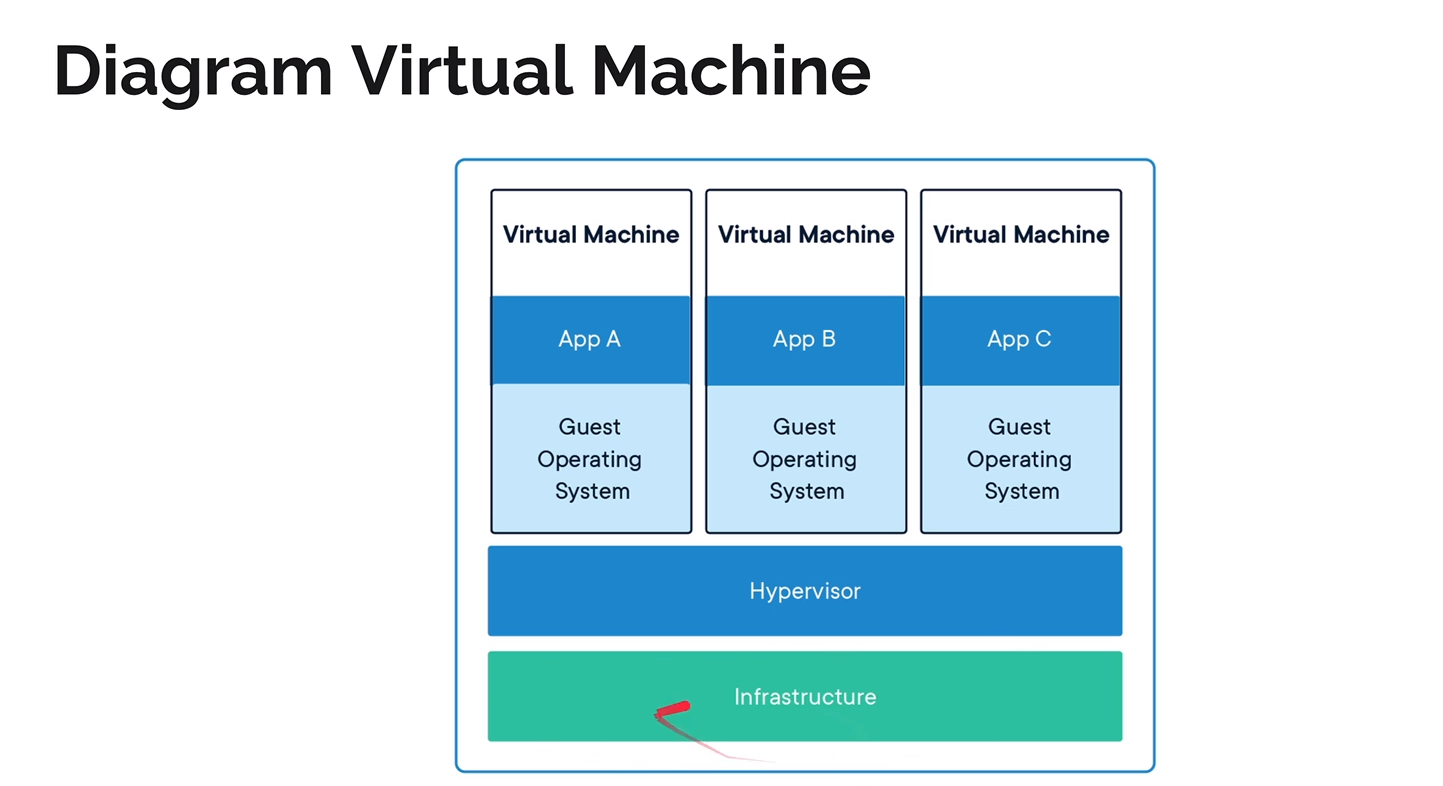 Diagram Virtual Machine
Virtual Machine
App A
Guest
Operating
System
Virtual Machine
App B
Guest
Operating
System
Virtual Machine
App C
Guest
Operating
System
Hypervisor
Infrastructure